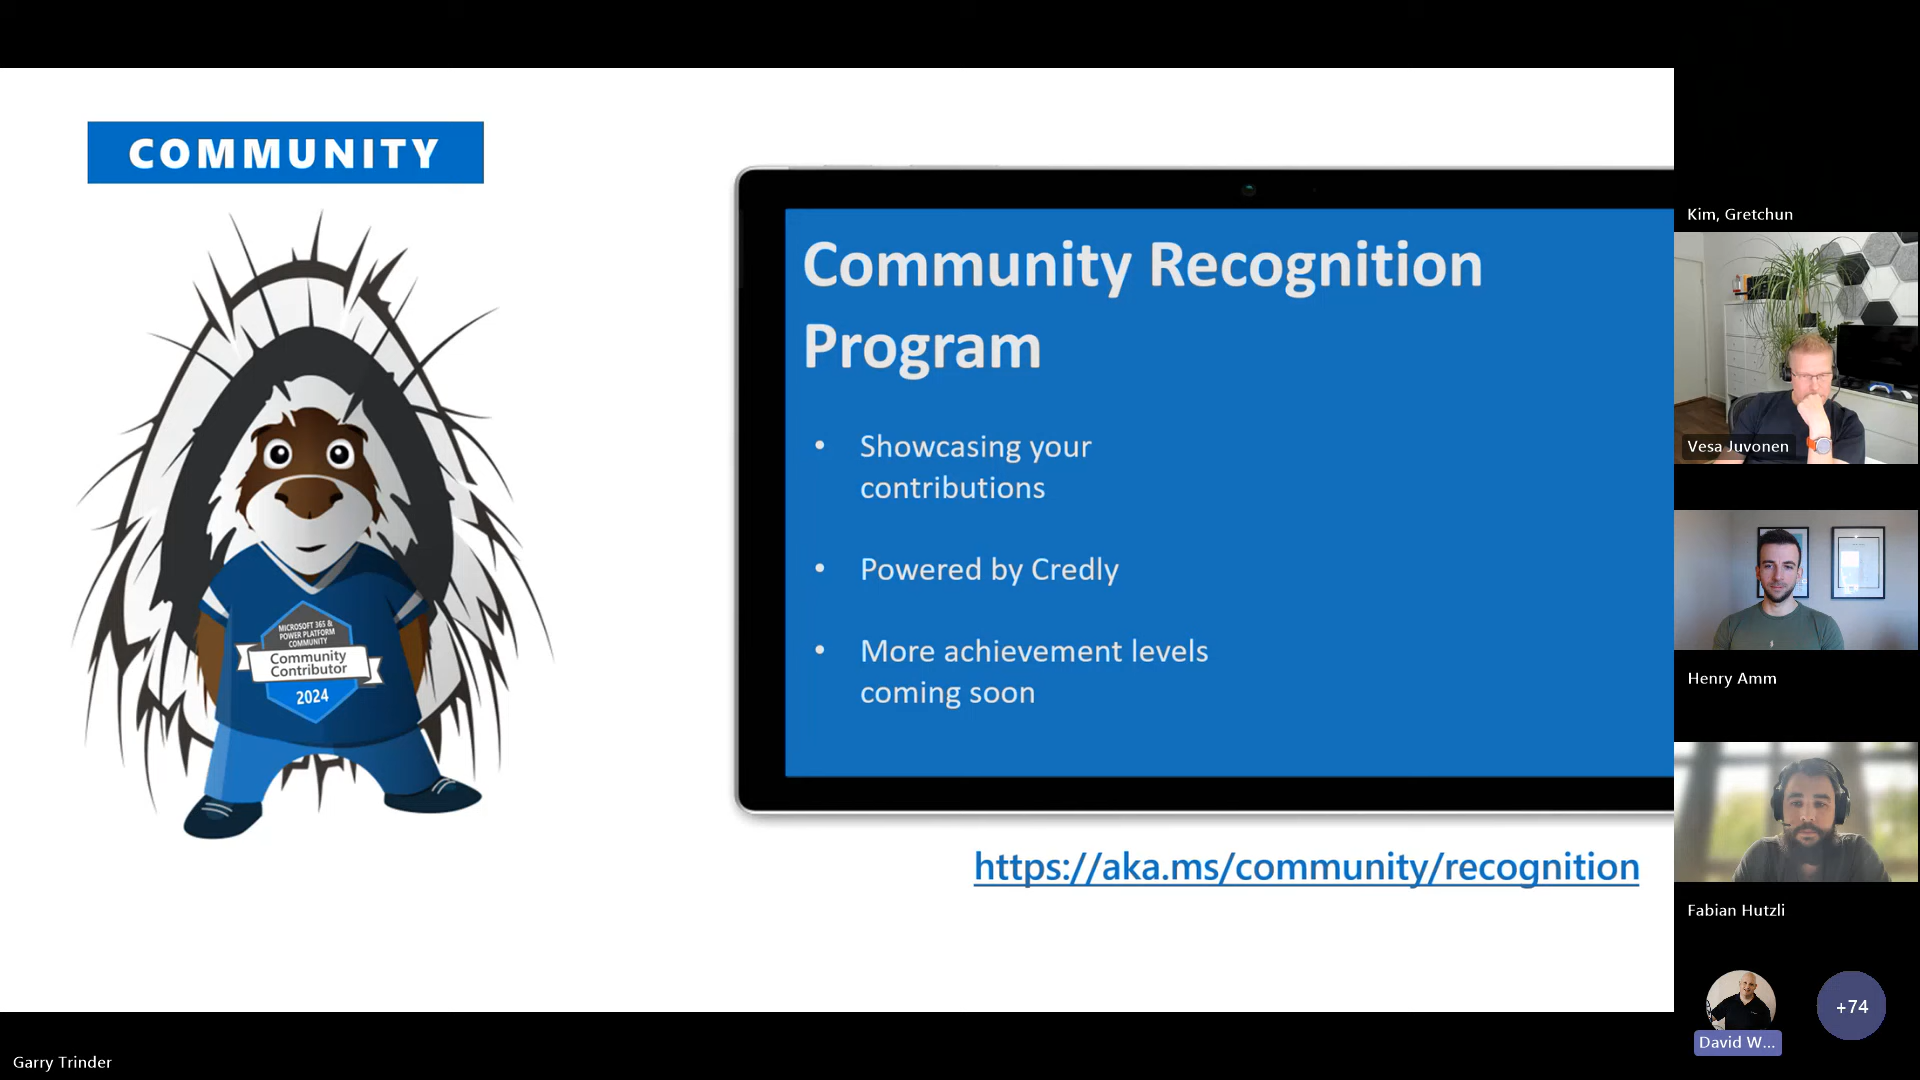 COMMUNITY
MICROSOFT 365 &
POWER PLATFORM
COMMUNITY
Community
Contributor
2024
Community Recognition
Program
• Showcasing your
contributions
• Powered by Credly
• More achievement levels
coming soon
https://aka.ms/community/recognition
Kim, Gretchun
Vesa Juvonen
Henry Amm
Fabian Hutzli
David W...
+74
Garry Trinder